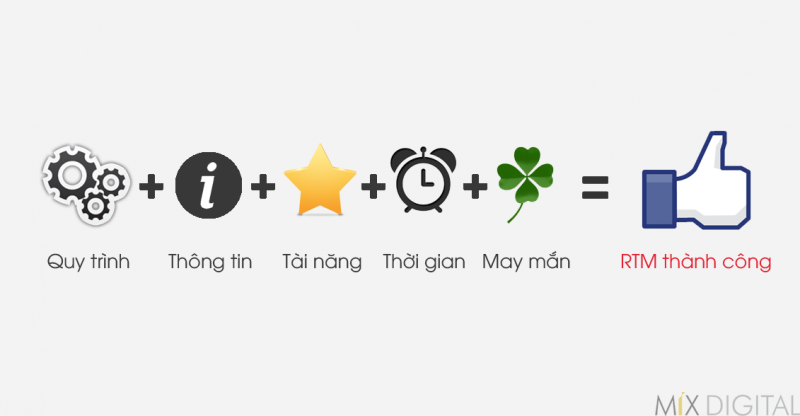 Quy trình
Thông tin
Tài năng
Thời gian
May mắn
RTM thành công
MIX DIGITAL